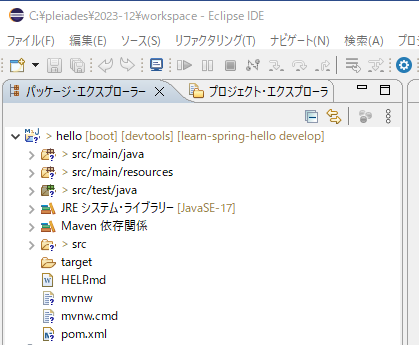 C:¥pleiades¥2023-12¥workspace - Eclipse IDE
ファイル(F) 編集(E) ソース(S) リファクタリング(T) ナビゲート(N) 検索(A) プロ
パッケージ・エクスプローラー プロジェクト・エクスプローラ
> hello [boot] [devtools] [learn-spring-hello develop]
> src/main/java
> src/main/resources
> src/test/java
JRE システム・ライブラリー [JavaSE-17]
Maven 依存関係
> src
target
HELP.md
mvnw
mvnw.cmd
pom.xml